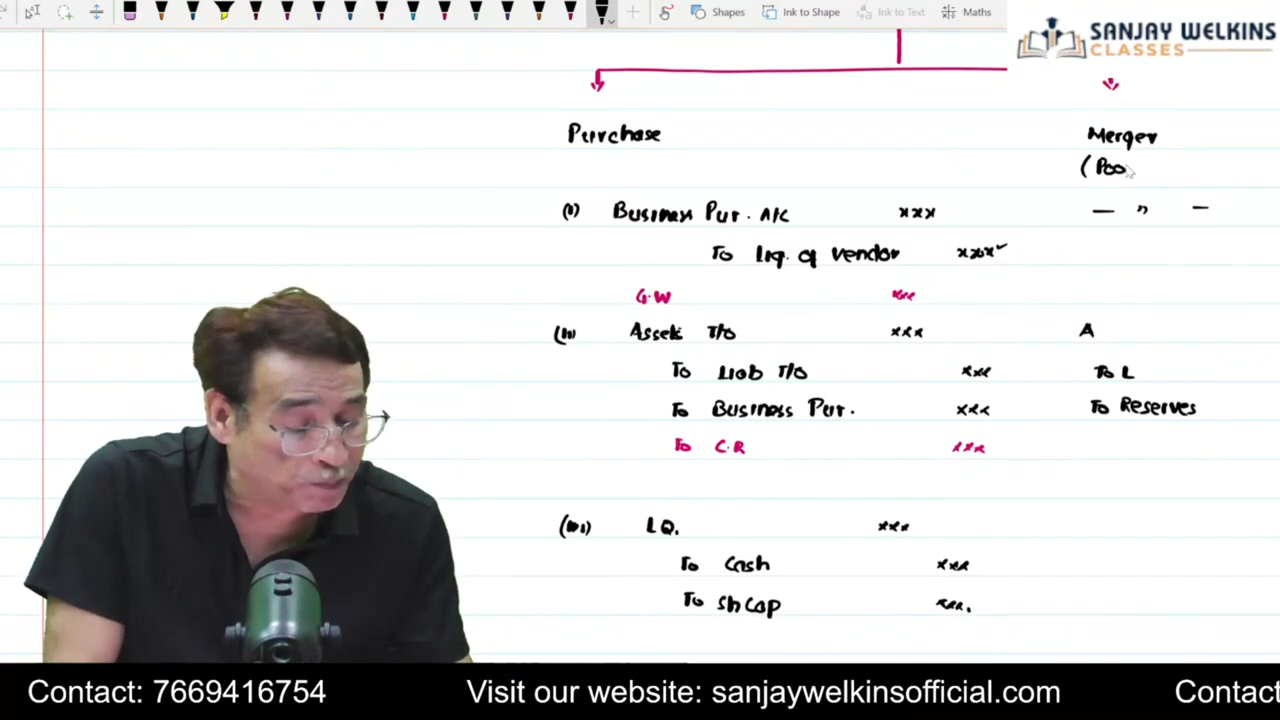 Shapes Ink to Shape Ink to Text Maths
SANJAY WELKINS
CLASSES
Purchase
Merger
(Poo
(i) Business Pur. A/c xxx
— " —
To Liq. of vendor xxx✓
G.W xxx
(ii) Assets T/o xxx
A
To Liab T/o xxx
To L
To Business Pur. xxx
To Reserves
To C.R xxx
(iii) LQ. xxx
To Cash xxx
To Sh Cap xxx.
Contact: 7669416754 Visit our website: sanjaywelkinsofficial.com Contact